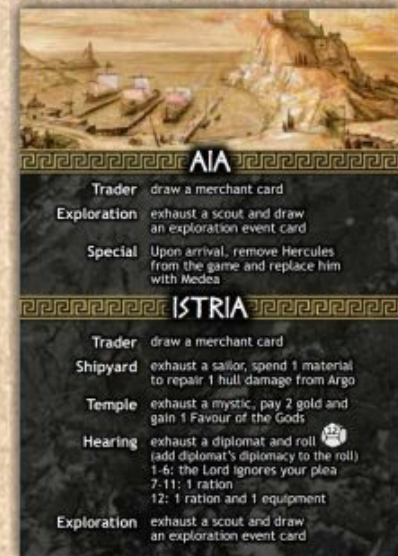 AIA
Trader draw a merchant card
Exploration exhaust a scout and draw
an exploration event card
Special Upon arrival, remove Hercules
from the game and replace him
with Medea
ISTRIA
Trader draw a merchant card
Shipyard exhaust a sailor, spend 1 material
to repair 1 hull damage from Argo
Temple exhaust a mystic, pay 2 gold and
gain 1 Favour of the Gods
Hearing exhaust a diplomat and roll 12
(add diplomat's diplomacy to the roll)
1-6: the Lord ignores your plea
7-11: 1 ration
12: 1 ration and 1 equipment
Exploration exhaust a scout and draw
an exploration event card